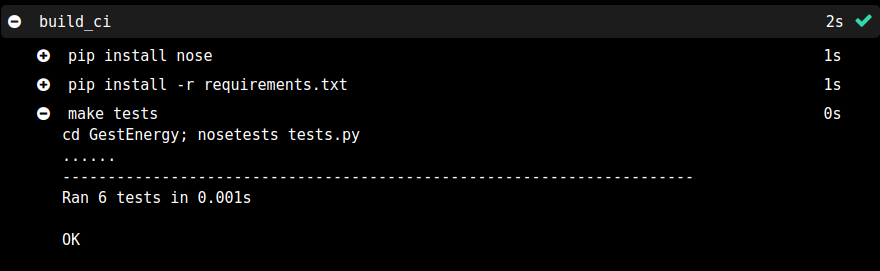 build_ci 2s
pip install nose 1s
pip install -r requirements.txt 1s
make tests 0s
cd GestEnergy; nosetests tests.py
......
----------------------------------------------------------------------
Ran 6 tests in 0.001s
OK